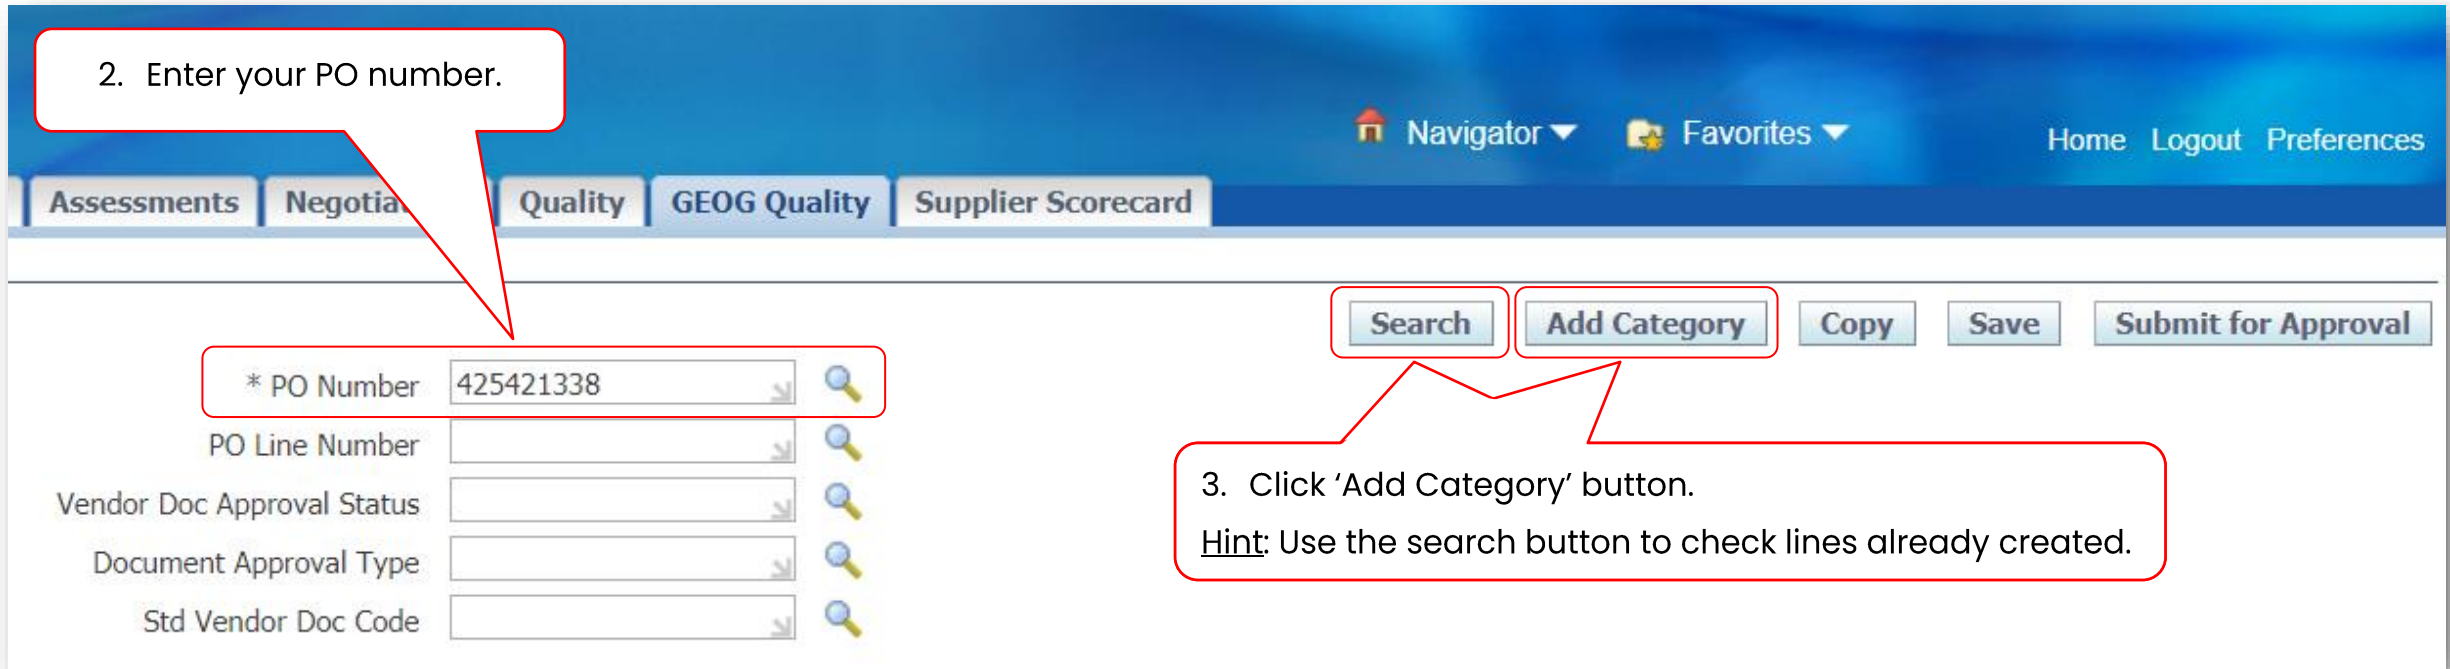 2. Enter your PO number.
Navigator
Favorites
Home Logout Preferences
Assessments
Quality
GEOG Quality
Supplier Scorecard
Search
Add Category
Copy
Save
Submit for Approval
* PO Number 425421338
PO Line Number
Vendor Doc Approval Status
Document Approval Type
Std Vendor Doc Code
3. Click ‘Add Category’ button.
Hint: Use the search button to check lines already created.